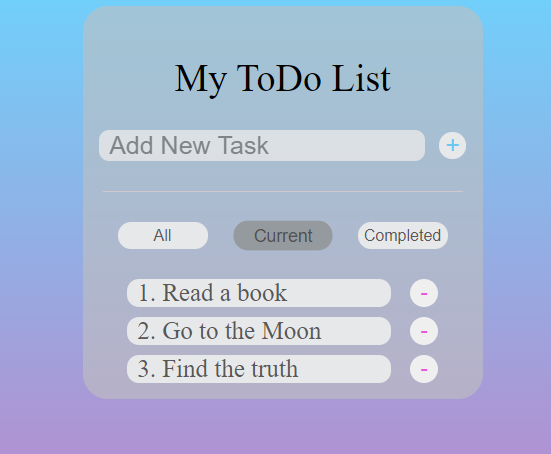 My ToDo List
Add New Task +
All Current Completed
1. Read a book -
2. Go to the Moon -
3. Find the truth -